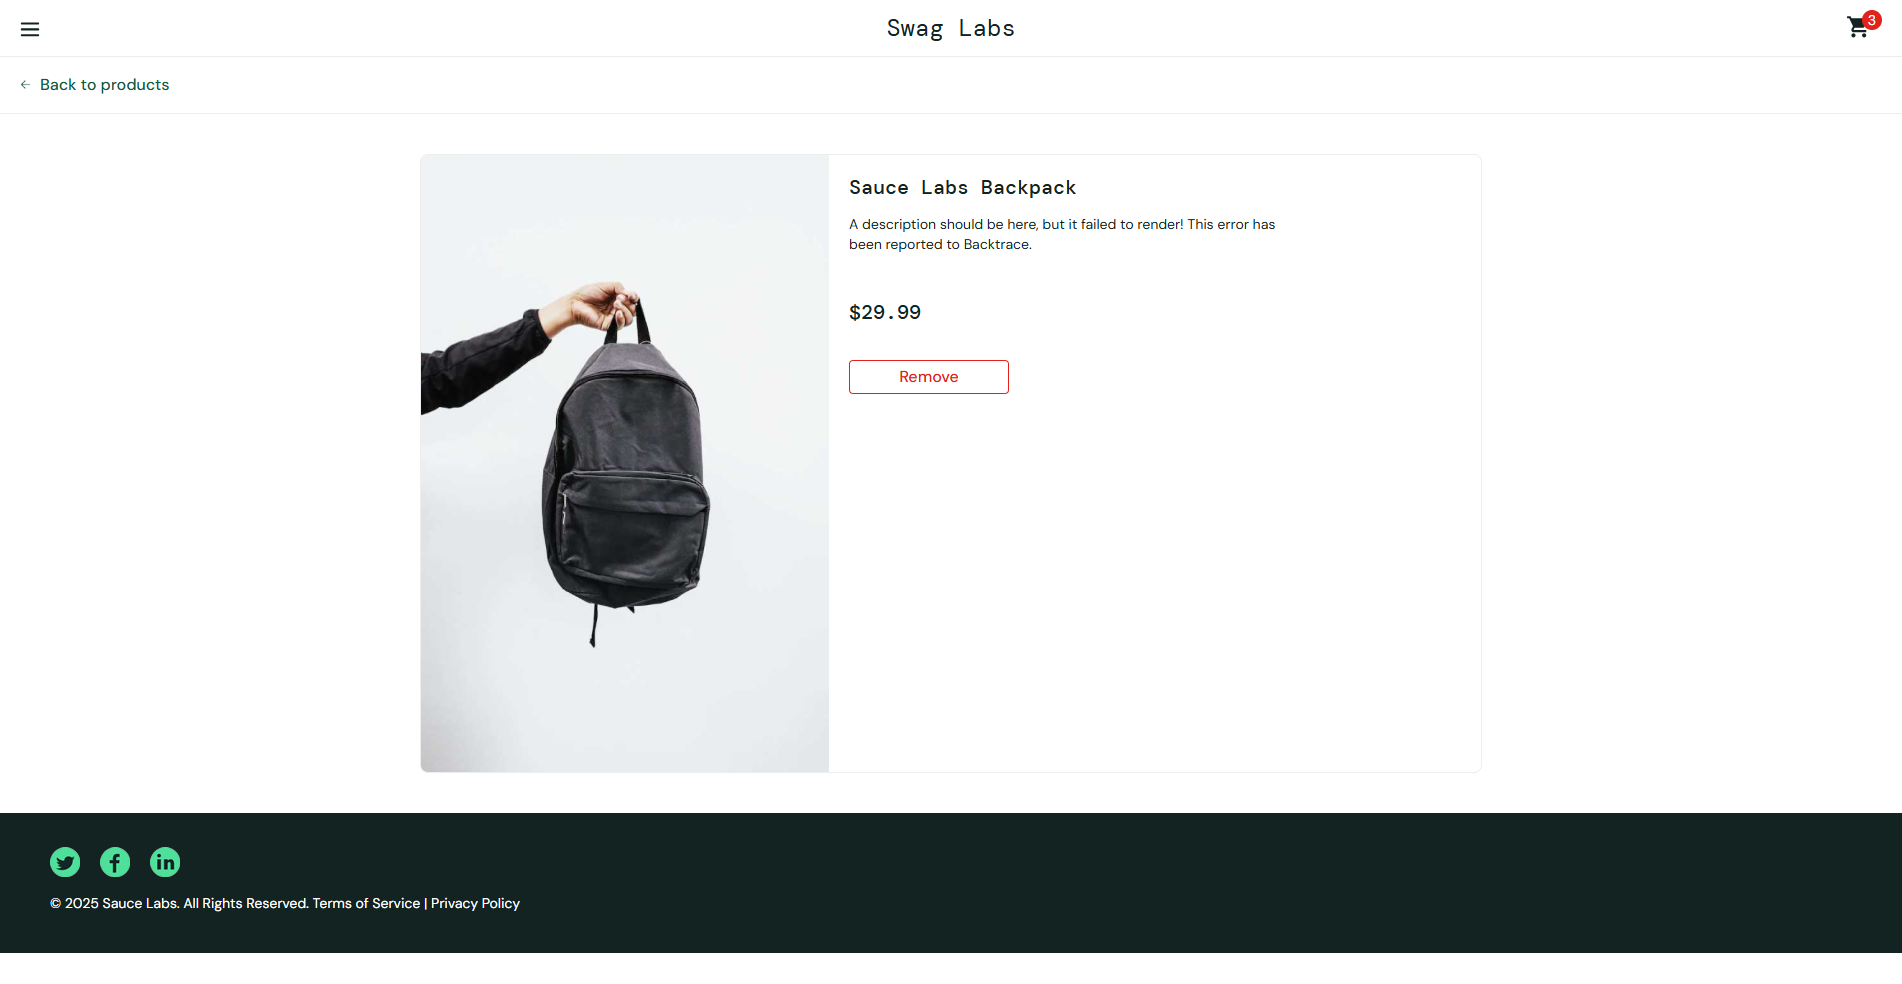 Swag Labs
3
Back to products
Sauce Labs Backpack
A description should be here, but it failed to render! This error has
been reported to Backtrace.
$29.99
Remove
© 2025 Sauce Labs. All Rights Reserved. Terms of Service | Privacy Policy